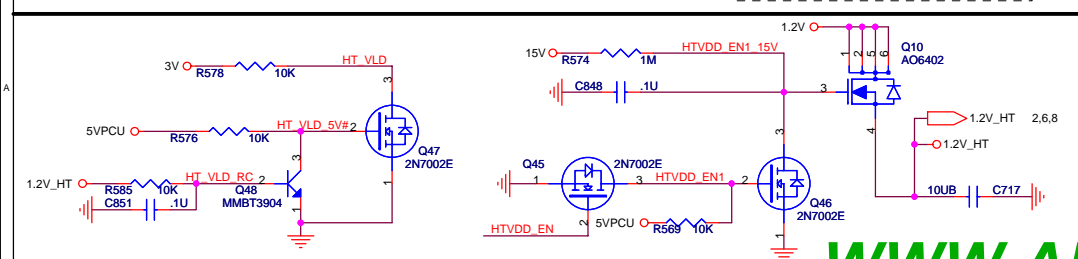 A
3V
R578
10K
HT_VLD
3
5VPCU
R576
10K
HT_VLD_5V#
2
Q47
2N7002E
1
1.2V_HT
R585
10K
HT_VLD_RC
2
3
Q48
MMBT3904
1
C851
.1U
15V
R574
1M
HTVDD_EN1_15V
C848
.1U
1.2V
1
2
5
6
Q10
AO6402
3
4
1.2V_HT 2,6,8
1.2V_HT
10UB
C717
Q45
2N7002E
1
3
HTVDD_EN1
2
3
Q46
2N7002E
1
HTVDD_EN
2
5VPCU
R569
10K